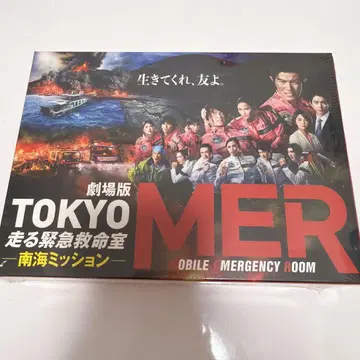 生きてくれ、友よ。
劇場版
TOKYO
MER
走る緊急救命室
OBILE MERGENCY ROOM
―南海ミッション―